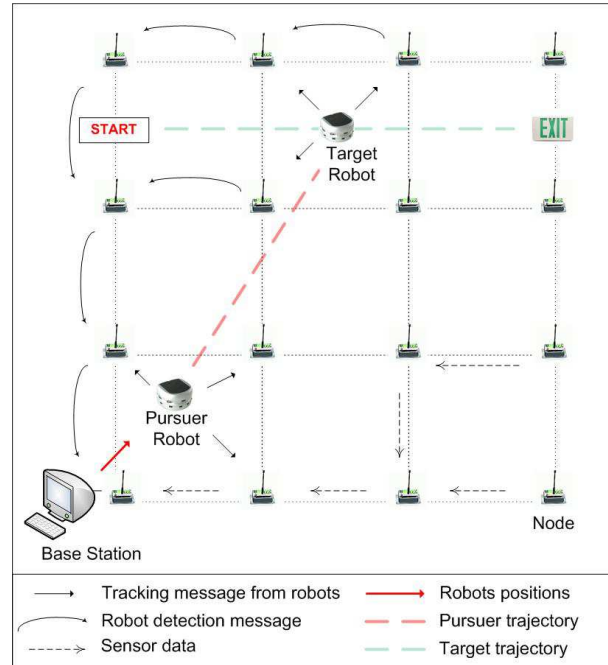 START
EXIT
Target
Robot
Pursuer
Robot
Base Station
Node
Tracking message from robots
Robots positions
Robot detection message
Pursuer trajectory
Sensor data
Target trajectory